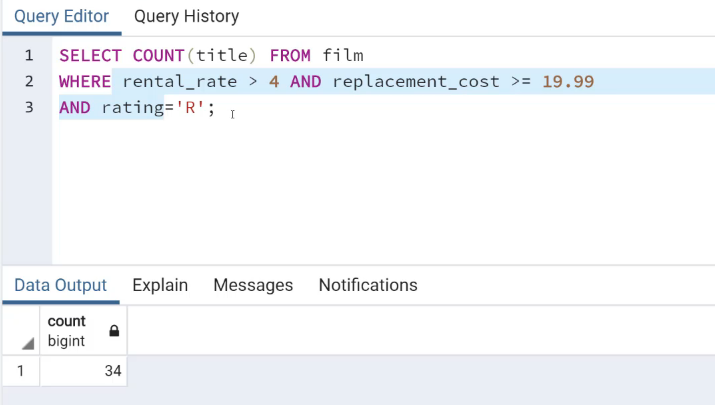 Query Editor Query History
1 SELECT COUNT(title) FROM film
2 WHERE rental_rate > 4 AND replacement_cost >= 19.99
3 AND rating='R';
Data Output Explain Messages Notifications
count
bigint
1 34